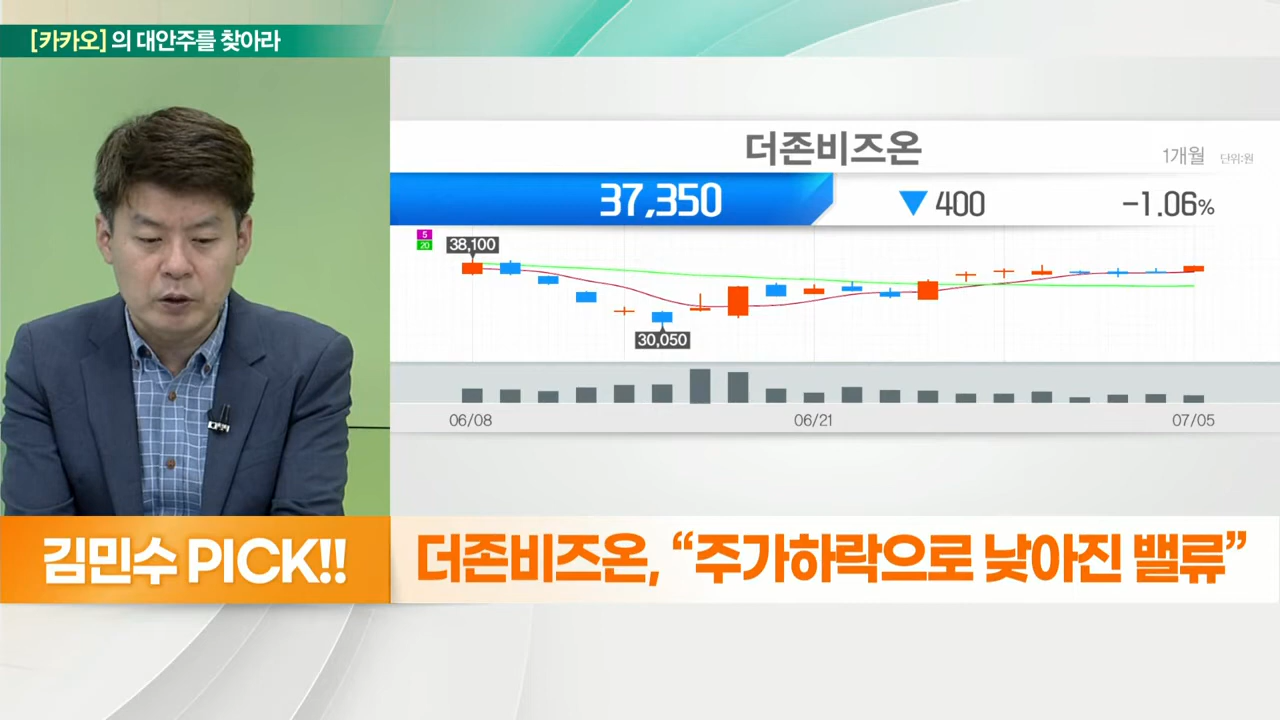 [카카오]의 대안주를 찾아라
더존비즈온
1개월 단위:원
37,350 ▼400 -1.06%
5
20
38,100
30,050
06/08 06/21 07/05
김민수 PICK!!
더존비즈온, “주가하락으로 낮아진 밸류”